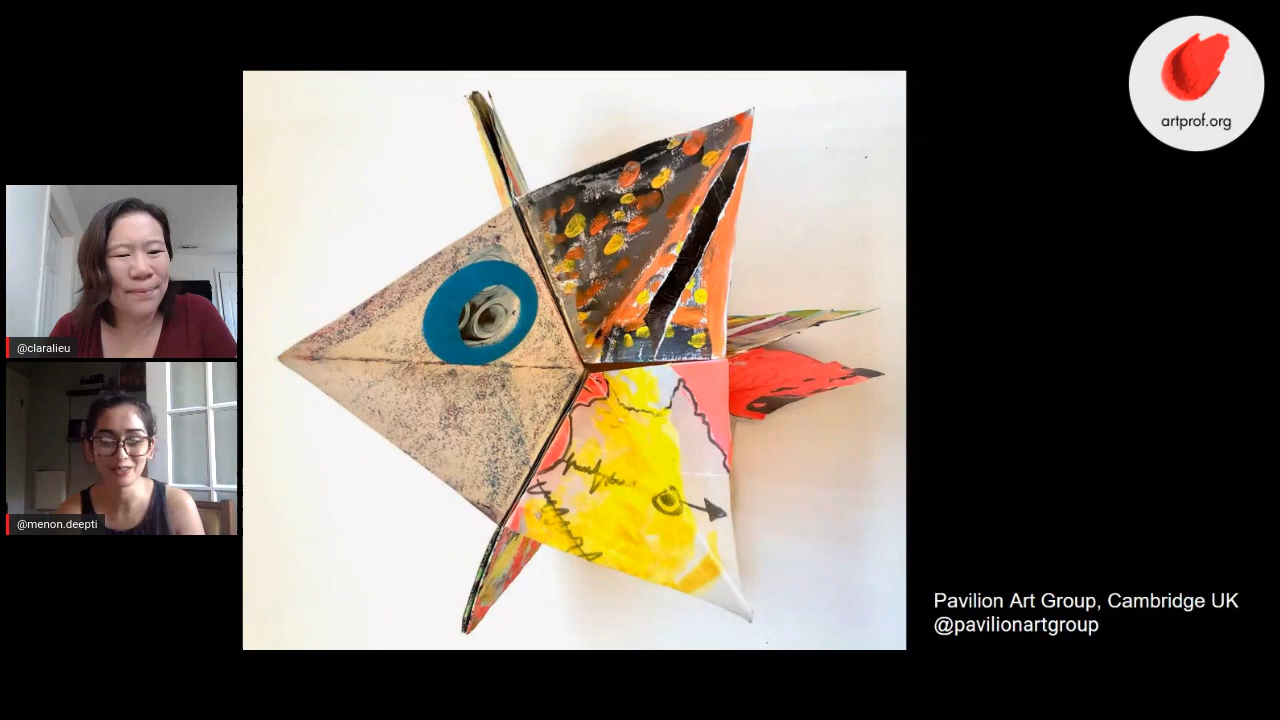 artprof.org
@claralieu
@menon.deepti
Pavilion Art Group, Cambridge UK
@pavilionartgroup